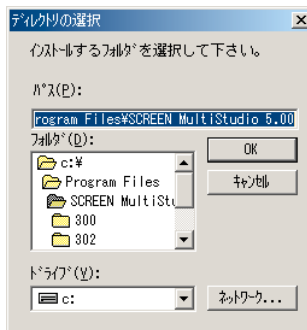 ディレクトリの選択
インストールするフォルダを選択して下さい。
パス(P):
rogram Files¥SCREEN MultiStudio 5.00
フォルダ(D):
OK
c:¥
Program Files
キャンセル
SCREEN MultiStu
300
302
ドライブ(V):
c:
ネットワーク...